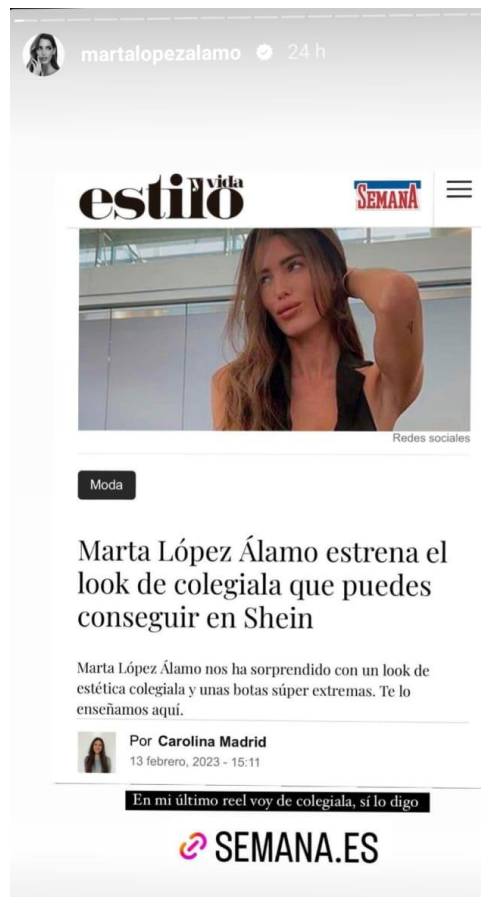 martalopezalamo 24 h
estilo y vida
SEMANA
Redes sociales
Moda
Marta López Álamo estrena el
look de colegiala que puedes
conseguir en Shein
Marta López Álamo nos ha sorprendido con un look de
estética colegiala y unas botas súper extremas. Te lo
enseñamos aquí.
Por Carolina Madrid
13 febrero, 2023 - 15:11
En mi último reel voy de colegiala, sí lo digo
SEMANA.ES